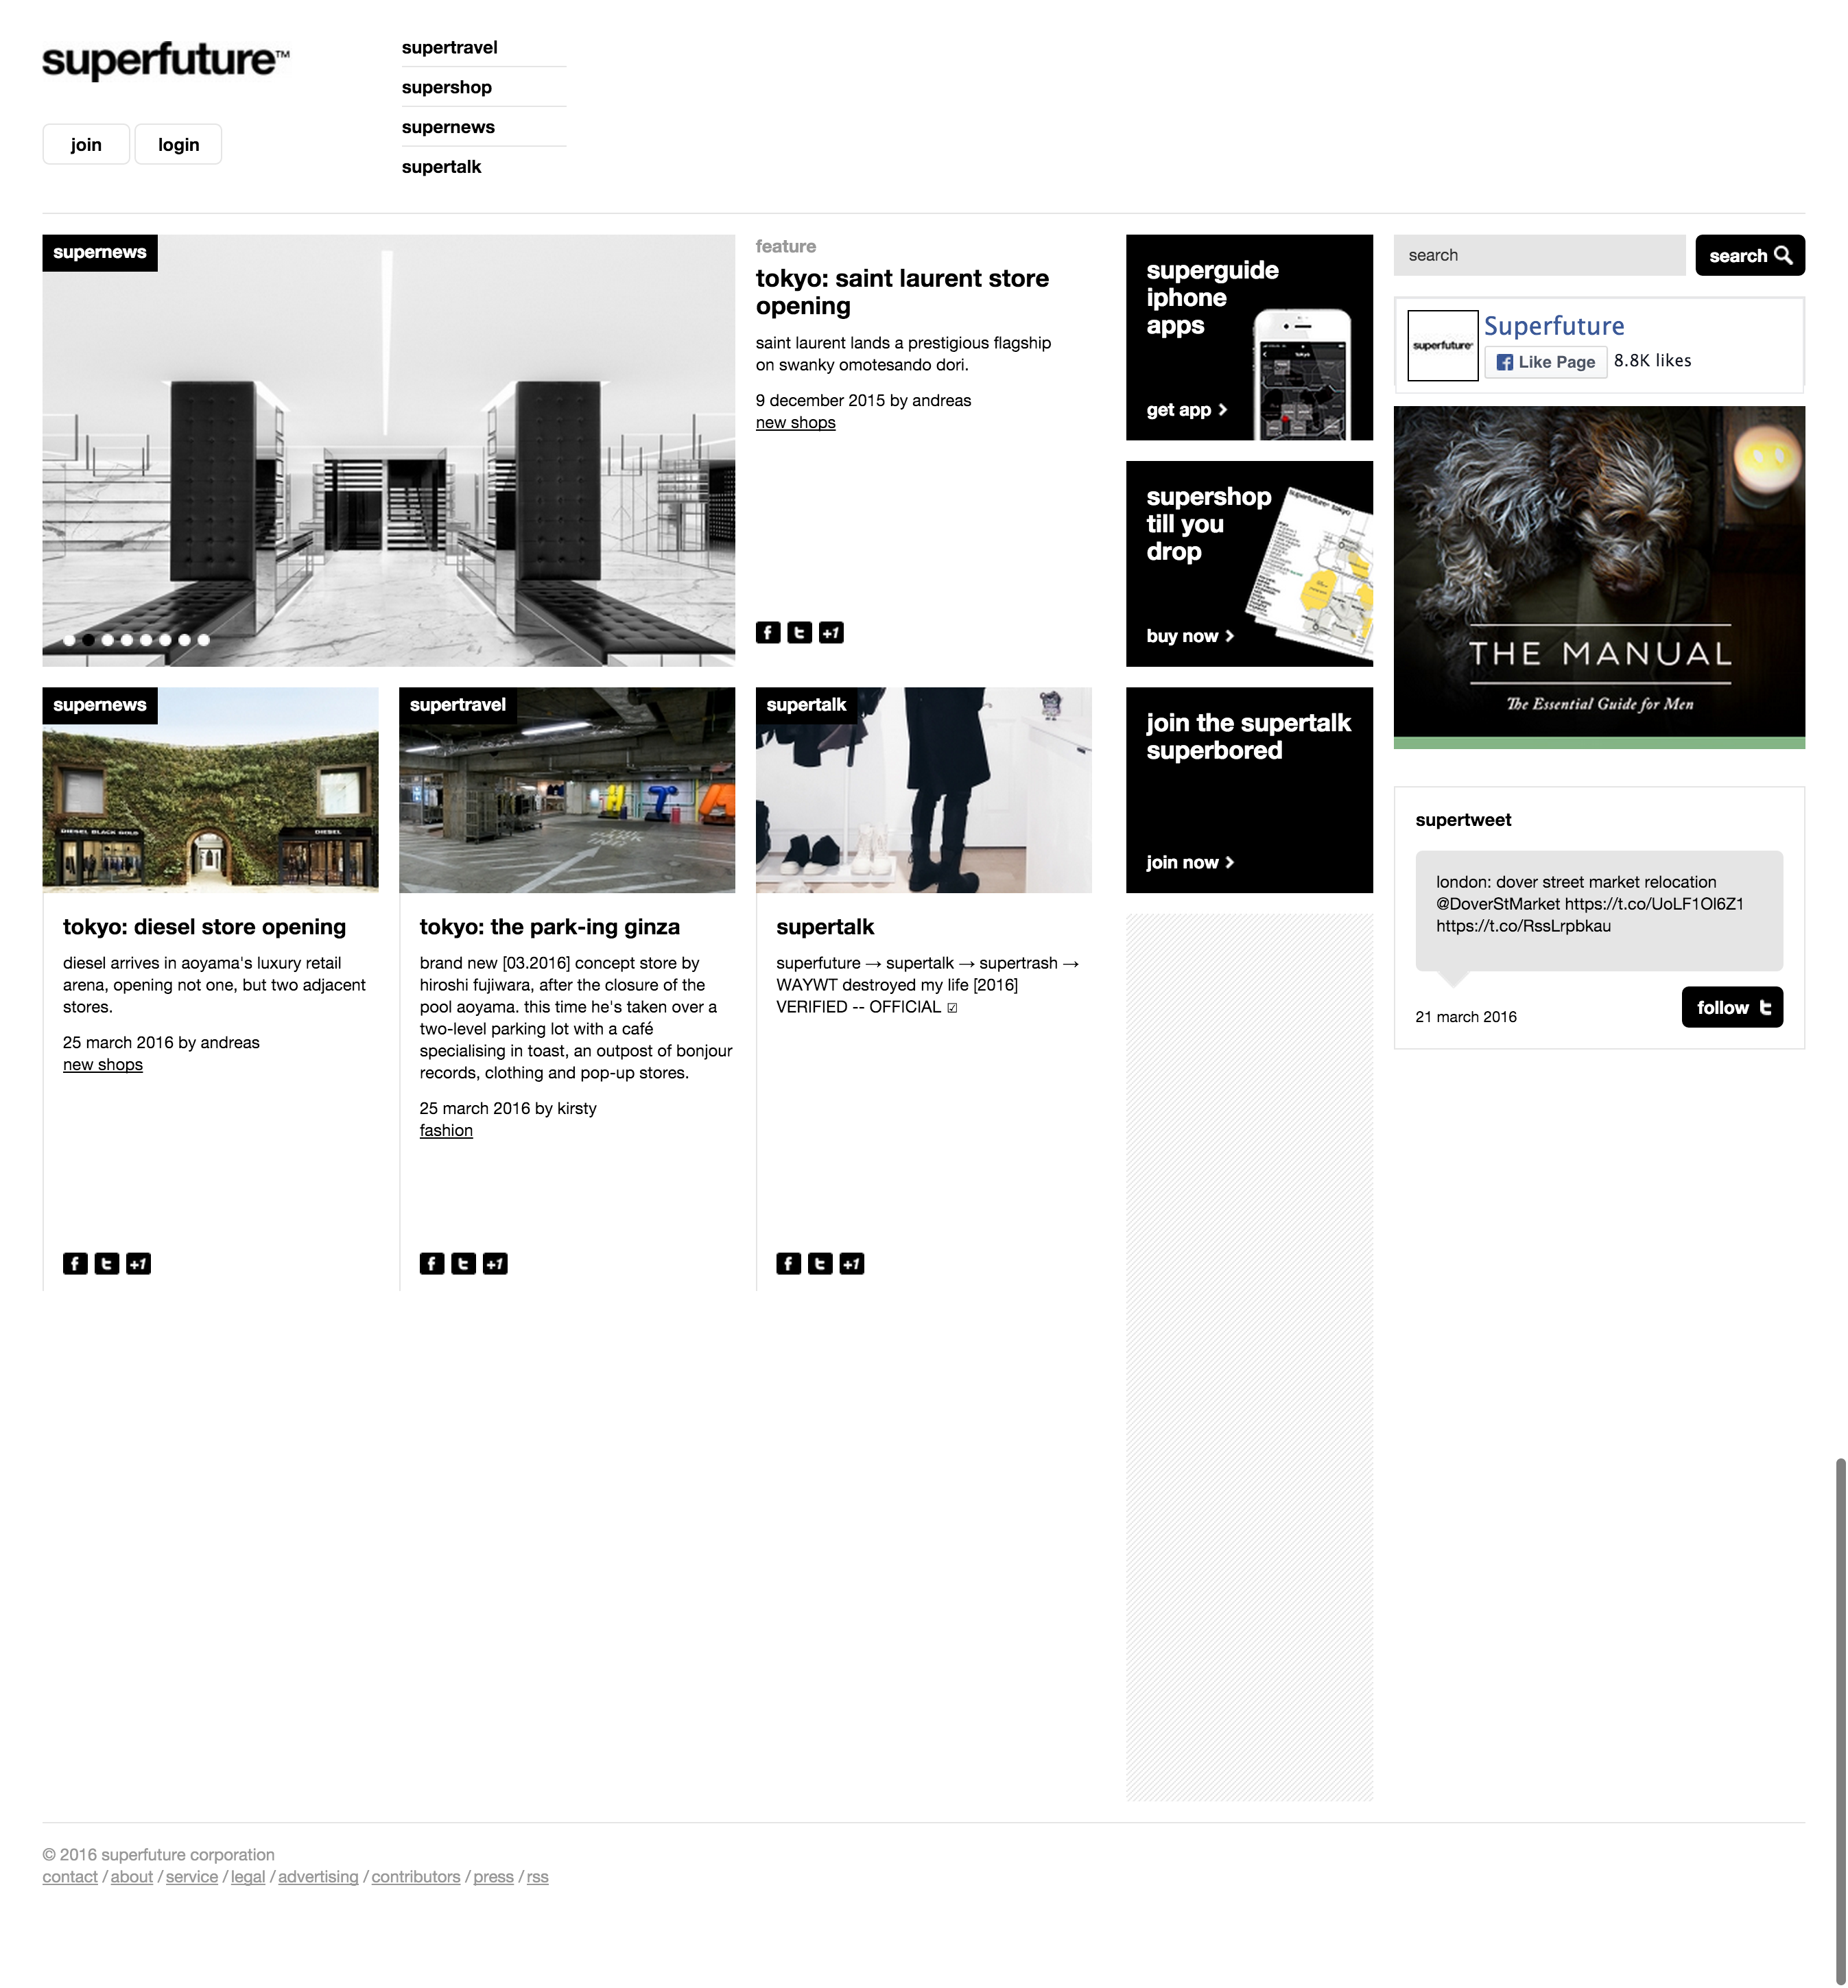 superfuture™
join
login
supertravel
supershop
supernews
supertalk
supernews
feature
tokyo: saint laurent store
opening
saint laurent lands a prestigious flagship
on swanky omotesando dori.
9 december 2015 by andreas
new shops
f t +1
superguide
iphone
apps
get app
supershop
till you
drop
superfuture® tokyo
buy now
search
search
superfuture®
Superfuture
Like Page
8.8K likes
THE MANUAL
The Essential Guide for Men
supernews
DIESEL BLACK GOLD
DIESEL
tokyo: diesel store opening
diesel arrives in aoyama's luxury retail
arena, opening not one, but two adjacent
stores.
25 march 2016 by andreas
new shops
f t +1
supertravel
tokyo: the park-ing ginza
brand new [03.2016] concept store by
hiroshi fujiwara, after the closure of the
pool aoyama. this time he's taken over a
two-level parking lot with a café
specialising in toast, an outpost of bonjour
records, clothing and pop-up stores.
25 march 2016 by kirsty
fashion
f t +1
supertalk
supertalk
superfuture → supertalk → supertrash →
WAYWT destroyed my life [2016]
VERIFIED -- OFFICIAL ☑
f t +1
join the supertalk
superbored
join now
supertweet
london: dover street market relocation
@DoverStMarket https://t.co/UoLF1Ol6Z1
https://t.co/RssLrpbkau
21 march 2016
follow t
© 2016 superfuture corporation
contact / about / service / legal / advertising / contributors / press / rss